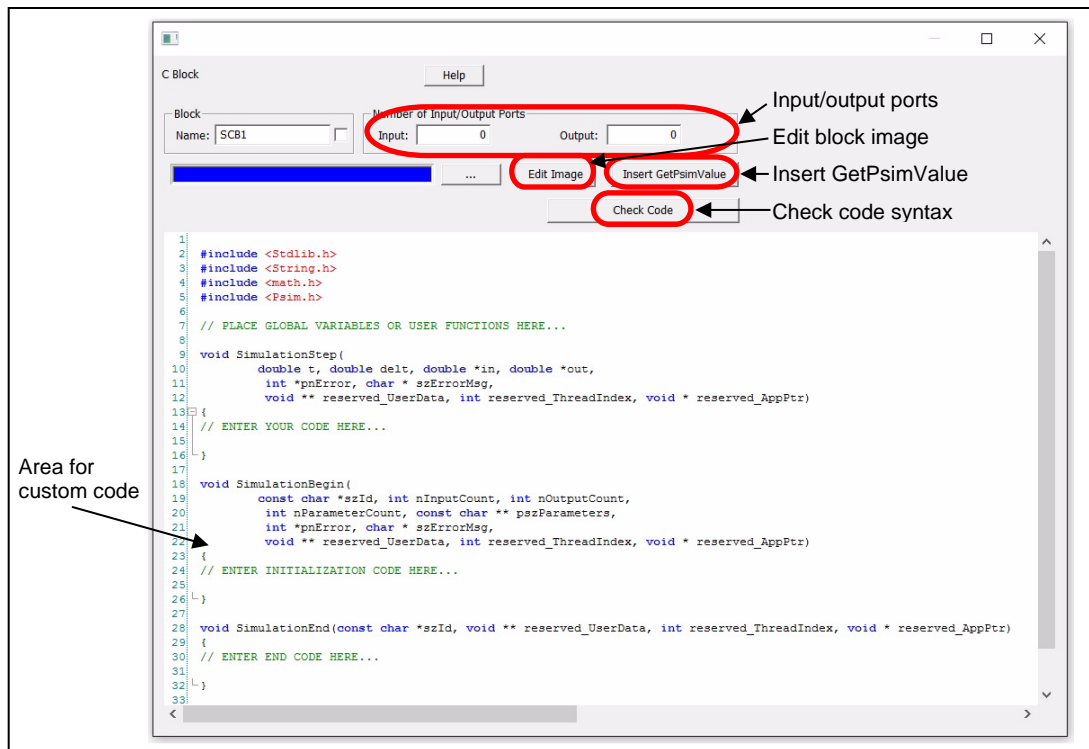 C Block
Help
Input/output ports
Block
Number of Input/Output Ports
Name: SCB1
Input: 0
Output: 0
Edit block image
...
Edit Image
Insert GetPsimValue
Insert GetPsimValue
Check Code
Check code syntax
1
2 #include <Stdlib.h>
3 #include <String.h>
4 #include <math.h>
5 #include <Psim.h>
6
7 // PLACE GLOBAL VARIABLES OR USER FUNCTIONS HERE...
8
9 void SimulationStep(
10 double t, double delt, double *in, double *out,
11 int *pnError, char * szErrorMsg,
12 void ** reserved_UserData, int reserved_ThreadIndex, void * reserved_AppPtr)
13 {
14 // ENTER YOUR CODE HERE...
15
16 }
17
Area for
custom code
18 void SimulationBegin(
19 const char *szId, int nInputCount, int nOutputCount,
20 int nParameterCount, const char ** pszParameters,
21 int *pnError, char * szErrorMsg,
22 void ** reserved_UserData, int reserved_ThreadIndex, void * reserved_AppPtr)
23 {
24 // ENTER INITIALIZATION CODE HERE...
25
26 }
27
28 void SimulationEnd(const char *szId, void ** reserved_UserData, int reserved_ThreadIndex, void * reserved_AppPtr)
29 {
30 // ENTER END CODE HERE...
31
32 }
33